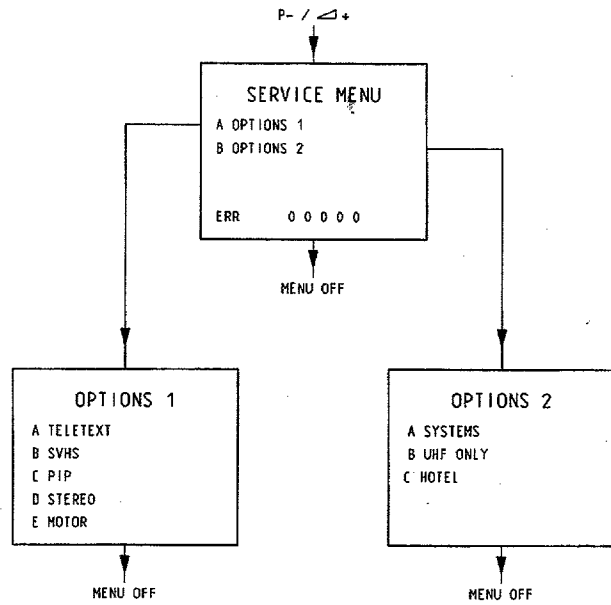 P- / ◿ +
SERVICE MENU
A OPTIONS 1
B OPTIONS 2
ERR 0 0 0 0 0
MENU OFF
OPTIONS 1
A TELETEXT
B SVHS
C PIP
D STEREO
E MOTOR
MENU OFF
OPTIONS 2
A SYSTEMS
B UHF ONLY
C HOTEL
MENU OFF